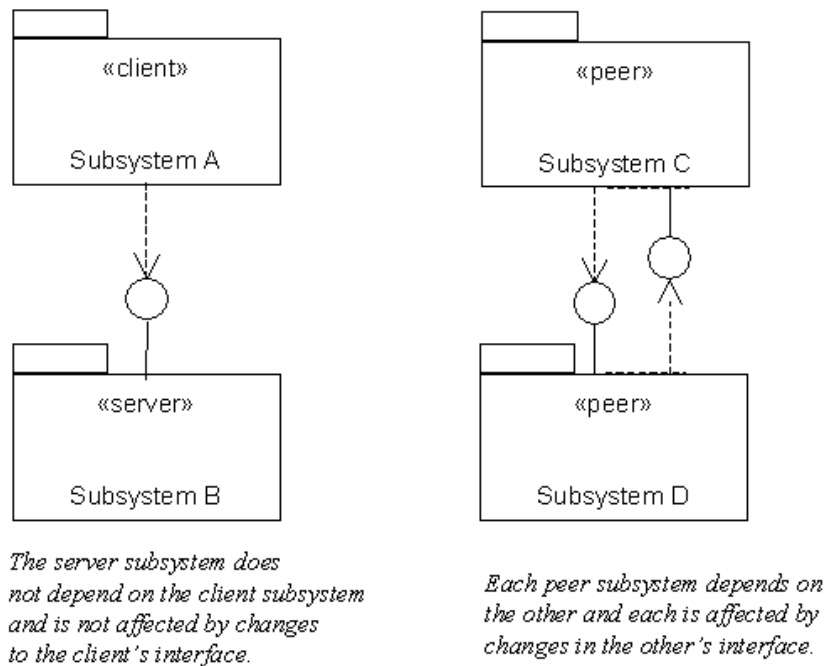 «client»
Subsystem A
«server»
Subsystem B
The server subsystem does
not depend on the client subsystem
and is not affected by changes
to the client's interface.
«peer»
Subsystem C
«peer»
Subsystem D
Each peer subsystem depends on
the other and each is affected by
changes in the other's interface.